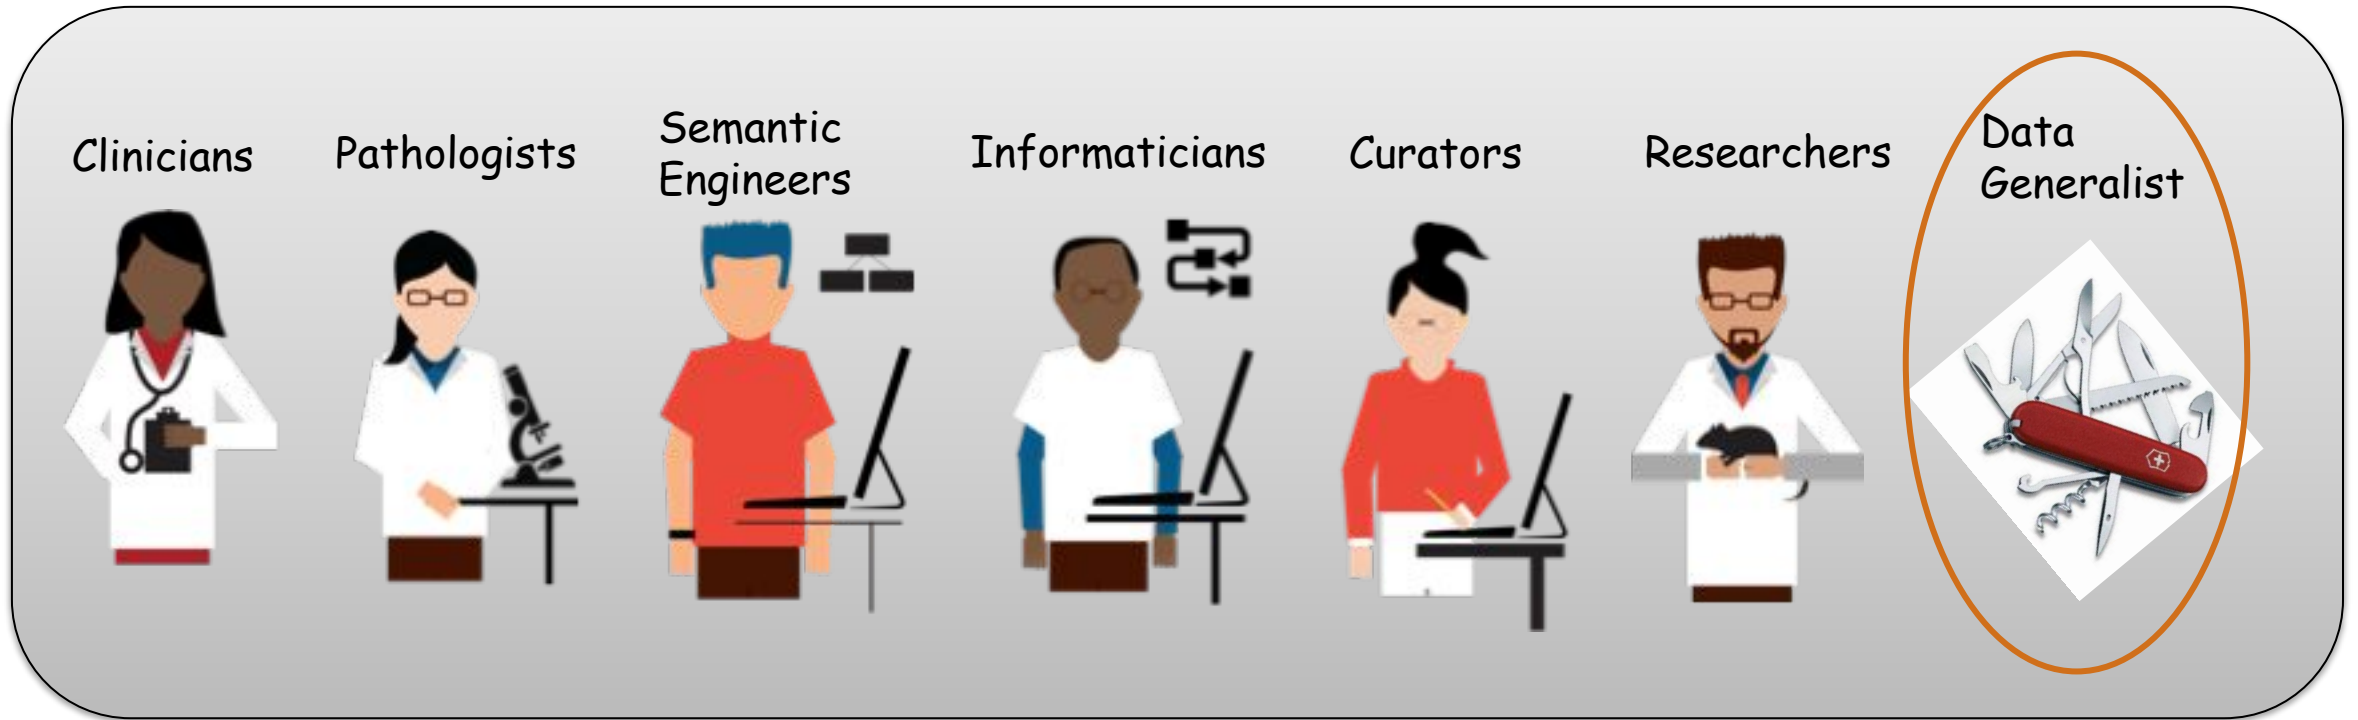 Clinicians
Pathologists
Semantic
Engineers
Informaticians
Curators
Researchers
Data
Generalist